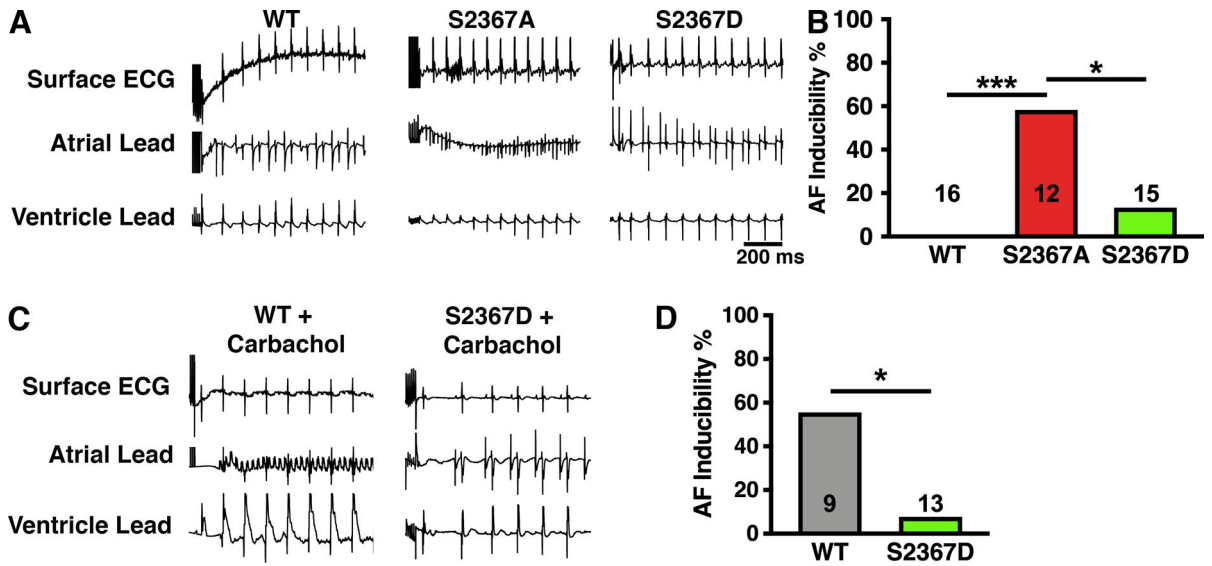 A
WT
S2367A
S2367D
Surface ECG
Atrial Lead
Ventricle Lead
200 ms
B
AF Inducibility %
100
80
60
40
20
0
***
*
16
12
15
WT
S2367A
S2367D
C
WT +
Carbachol
S2367D +
Carbachol
Surface ECG
Atrial Lead
Ventricle Lead
D
AF Inducibility %
100
80
60
40
20
0
*
9
13
WT
S2367D